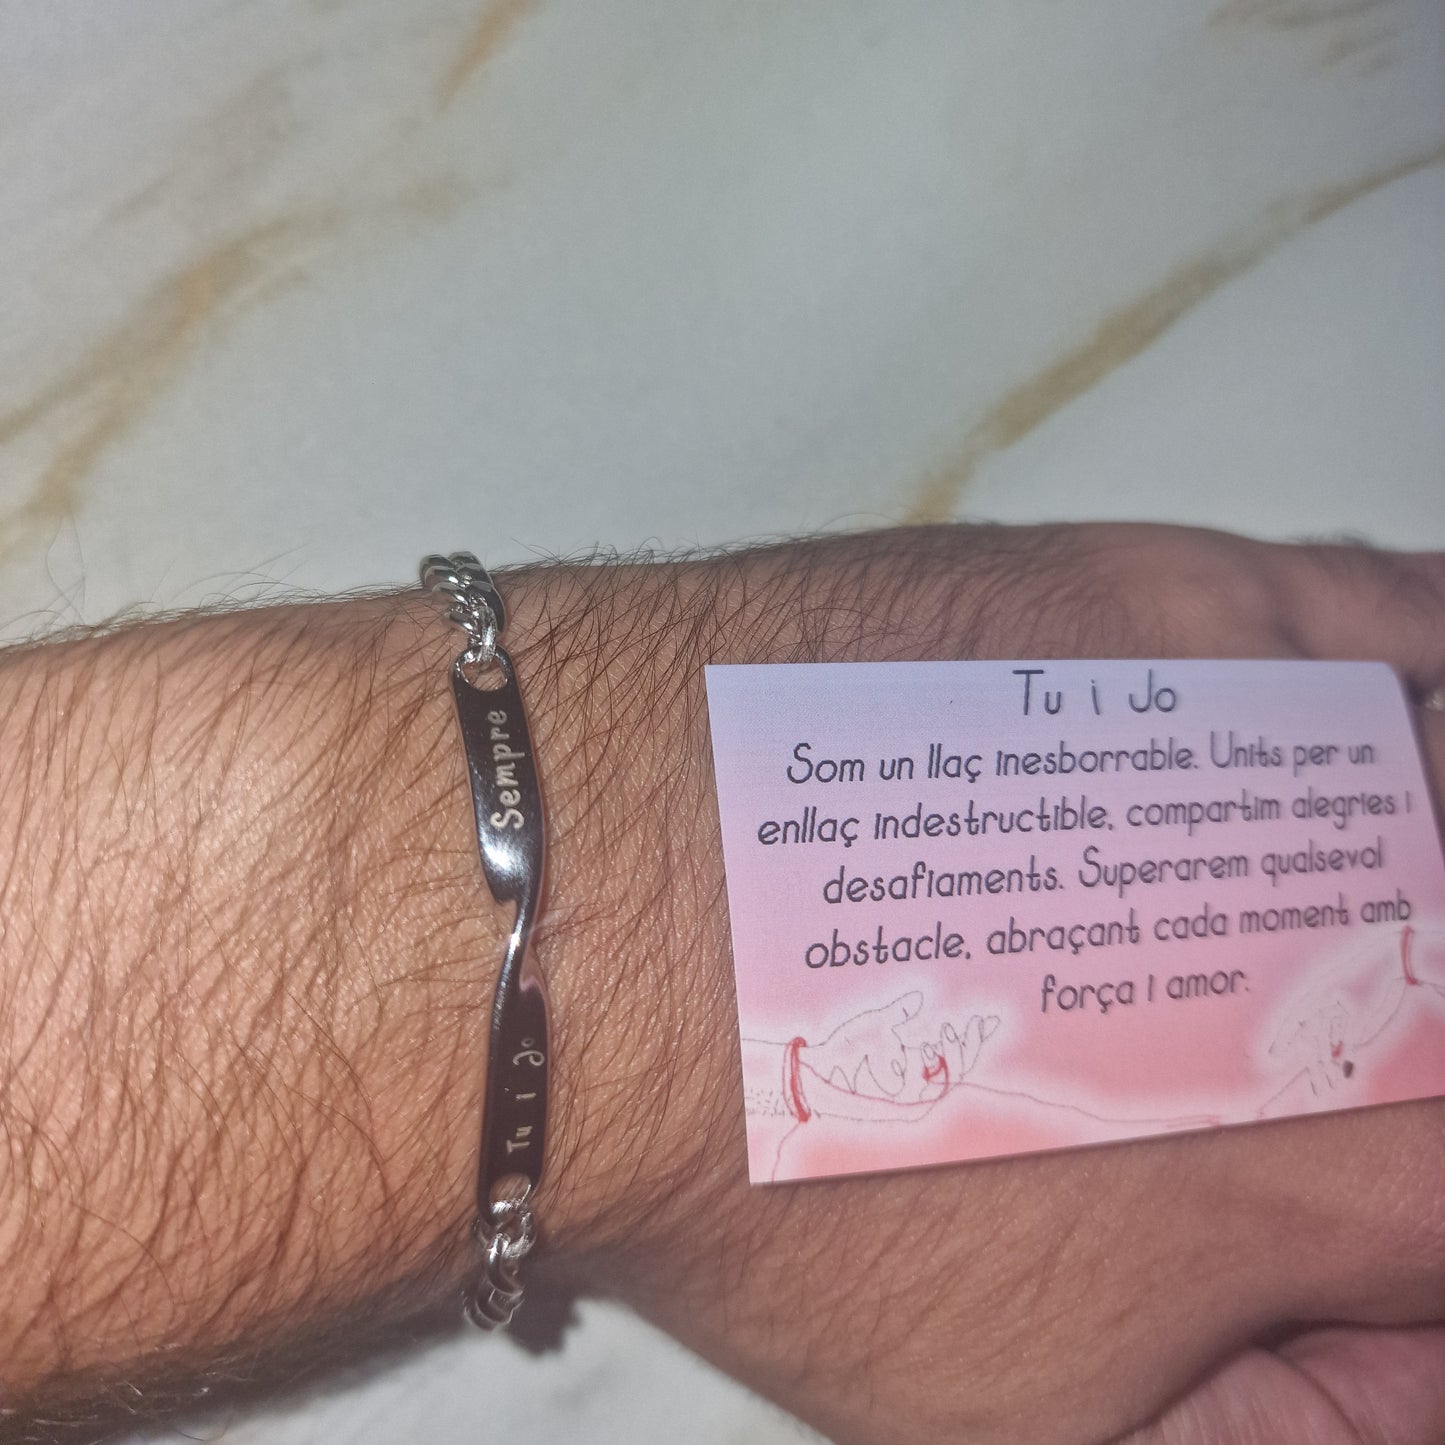 Sempre
Tu i Jo
Tu i Jo
Som un llaç inesborrable. Units per un
enllaç indestructible, compartim alegries i
desafiaments. Superarem qualsevol
obstacle, abraçant cada moment amb
força i amor.